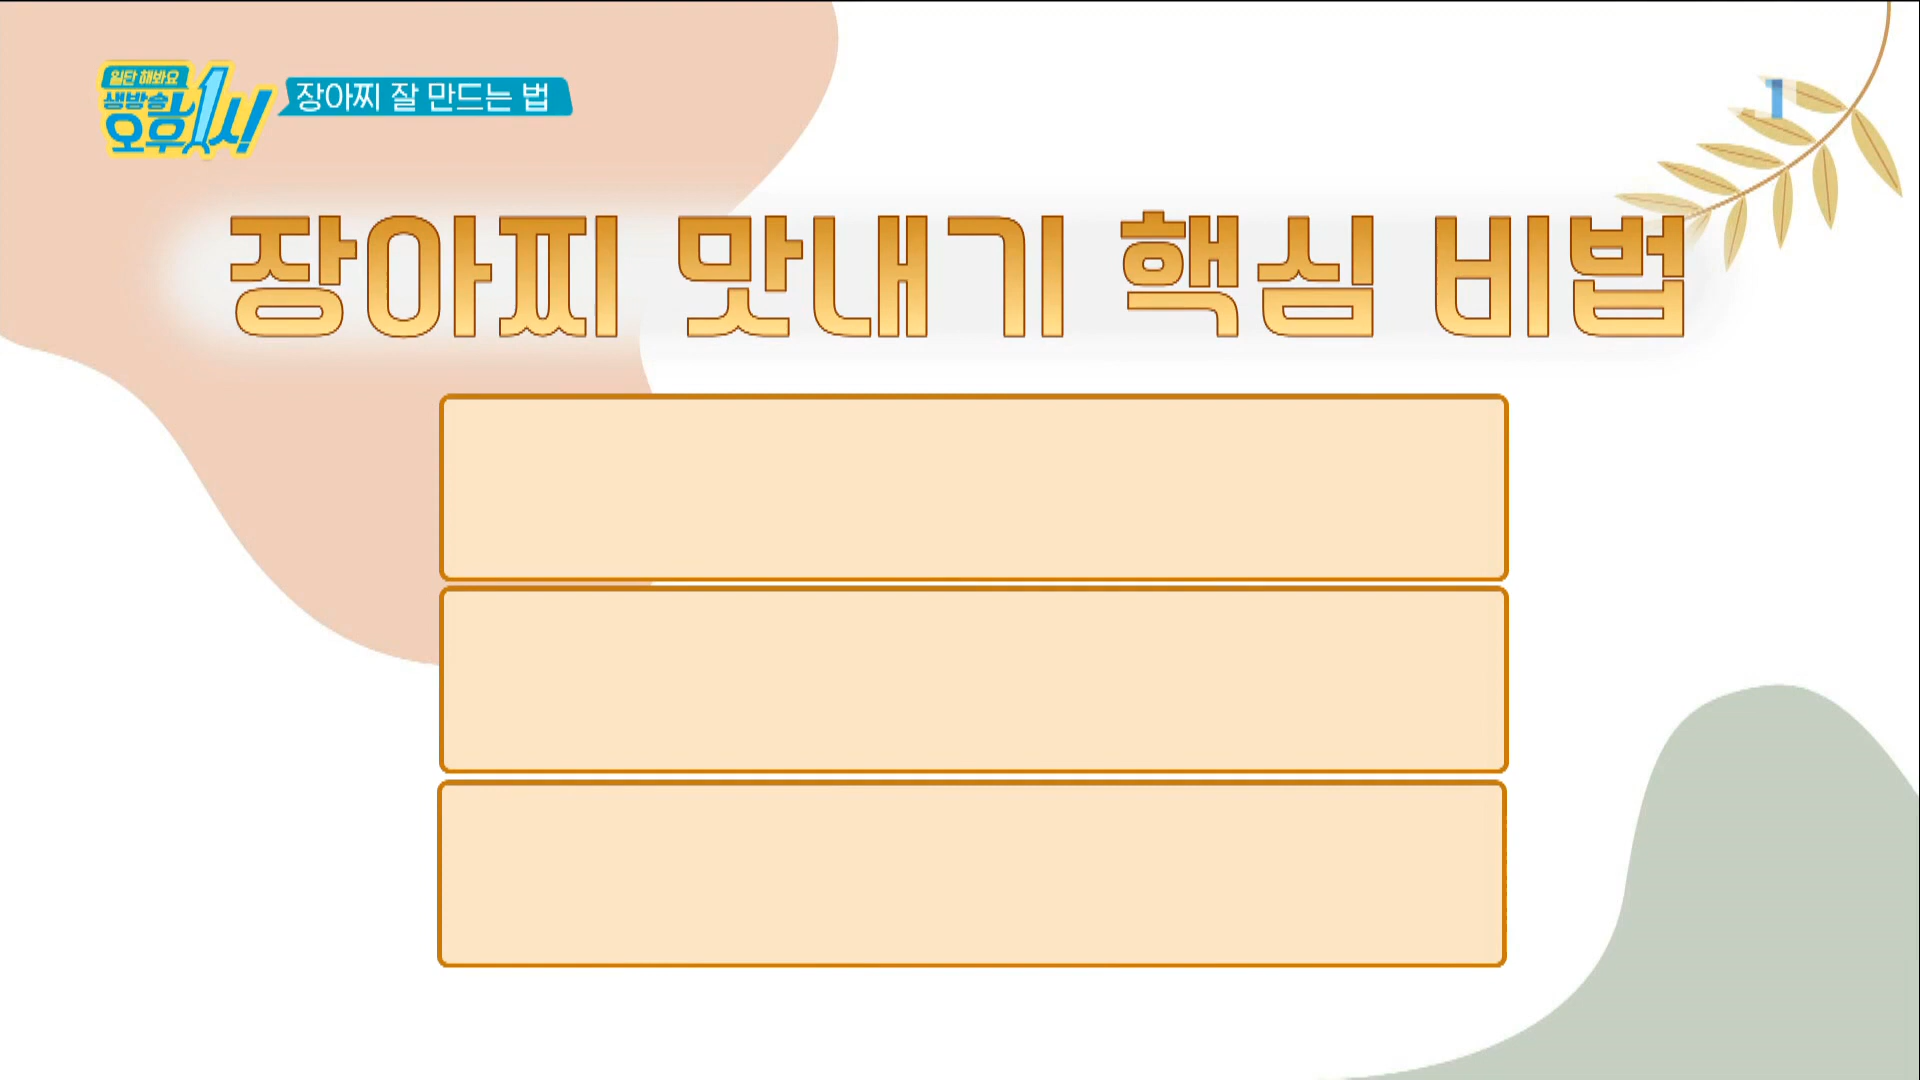 일단 해봐요
생방송
오후1시!
장아찌 잘 만드는 법
1
장아찌 맛내기 핵심 비법